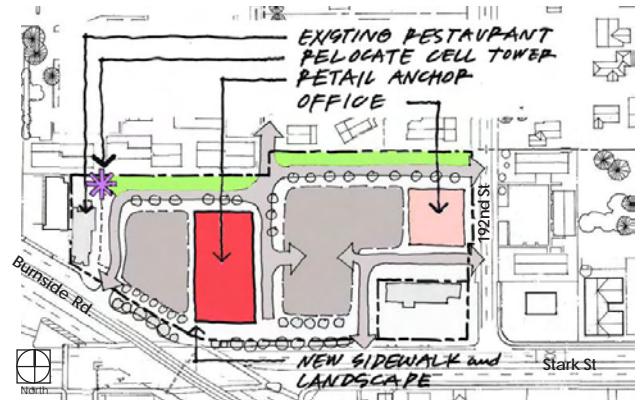 EXISTING RESTAURANT
RELOCATE CELL TOWER
RETAIL ANCHOR
OFFICE
192nd St
Burnside Rd.
NEW SIDEWALK and
LANDSCAPE
Stark St
North